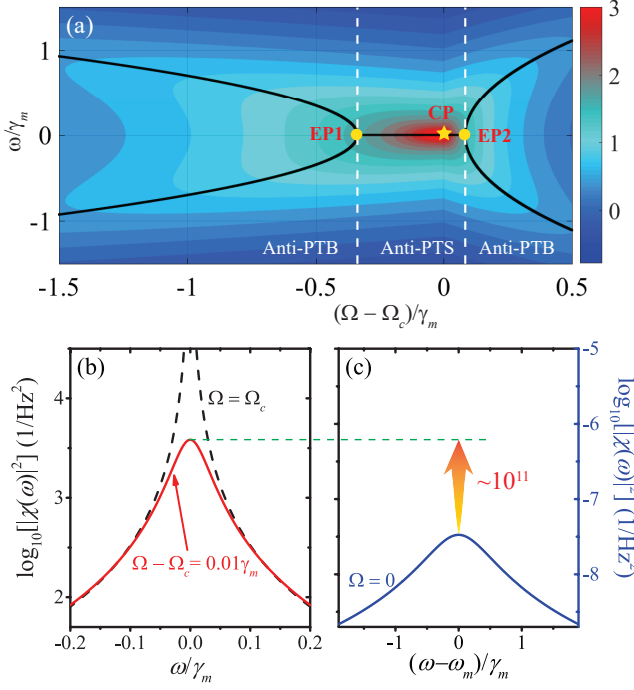 (a)
1
0
-1
ω/γm
EP1
CP
EP2
Anti-PTB
Anti-PTS
Anti-PTB
-1.5
-1
-0.5
0
0.5
(Ω − Ωc)/γm
3
2
1
0
(b)
4
3
2
log10[|χ(ω)|²] (1/Hz²)
Ω = Ωc
Ω − Ωc = 0.01γm
-0.2
-0.1
0.0
0.1
0.2
ω/γm
(c)
~10¹¹
Ω = 0
-1
0
1
(ω−ωm)/γm
-5
-6
-7
-8
log10[|χ(ω)|²] (1/Hz²)